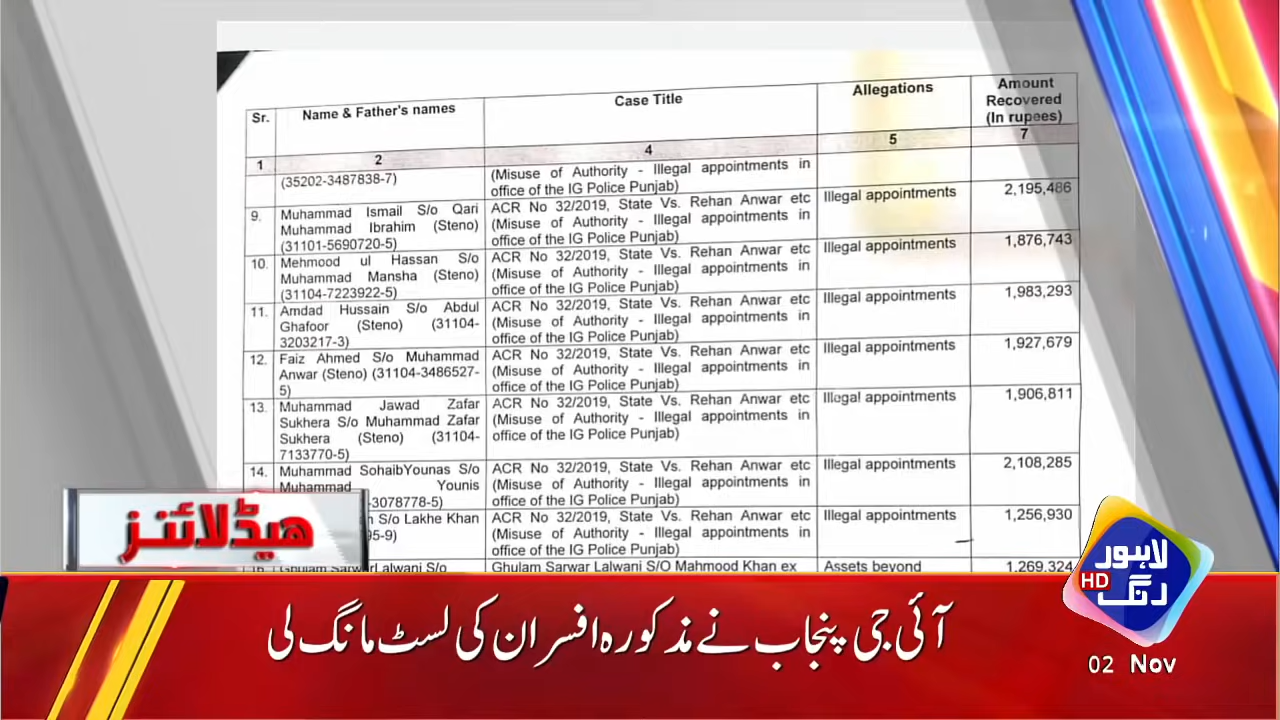 Sr.
Name & Father's names
Case Title
Allegations
Amount
Recovered
(In rupees)
1
2
4
5
7
(35202-3487838-7)
(Misuse of Authority - Illegal appointments in
office of the IG Police Punjab)
9.
Muhammad Ismail S/o Qari
Muhammad Ibrahim (Steno)
(31101-5690720-5)
ACR No 32/2019, State Vs. Rehan Anwar etc
(Misuse of Authority - Illegal appointments in
office of the IG Police Punjab)
Illegal appointments
2,195,486
10.
Mehmood ul Hassan S/o
Muhammad Mansha (Steno)
(31104-7223922-5)
ACR No 32/2019, State Vs. Rehan Anwar etc
(Misuse of Authority - Illegal appointments in
office of the IG Police Punjab)
Illegal appointments
1,876,743
11.
Amdad Hussain S/o Abdul
Ghafoor (Steno) (31104-
3203217-3)
ACR No 32/2019, State Vs. Rehan Anwar etc
(Misuse of Authority - Illegal appointments in
office of the IG Police Punjab)
Illegal appointments
1,983,293
12.
Faiz Ahmed S/o Muhammad
Anwar (Steno) (31104-3486527-
5)
ACR No 32/2019, State Vs. Rehan Anwar etc
(Misuse of Authority - Illegal appointments in
office of the IG Police Punjab)
Illegal appointments
1,927,679
13.
Muhammad Jawad Zafar
Sukhera S/o Muhammad Zafar
Sukhera (Steno) (31104-
7133770-5)
ACR No 32/2019, State Vs. Rehan Anwar etc
(Misuse of Authority - Illegal appointments in
office of the IG Police Punjab)
Illegal appointments
1,906,811
14.
Muhammad SohaibYounas S/o
Muhammad Younis
-3078778-5)
ACR No 32/2019, State Vs. Rehan Anwar etc
(Misuse of Authority - Illegal appointments in
office of the IG Police Punjab)
Illegal appointments
2,108,285
S/o Lakhe Khan
95-9)
ACR No 32/2019, State Vs. Rehan Anwar etc
(Misuse of Authority - Illegal appointments in
office of the IG Police Punjab)
Illegal appointments
1,256,930
Ghulam SarwarLalwani S/o
Ghulam Sarwar Lalwani S/O Mahmood Khan ex
Assets beyond
1,269,324
ہیڈلائنز
لاہور
HD رنگ
آئی جی پنجاب نے مذکورہ افسران کی لسٹ مانگ لی
02 Nov